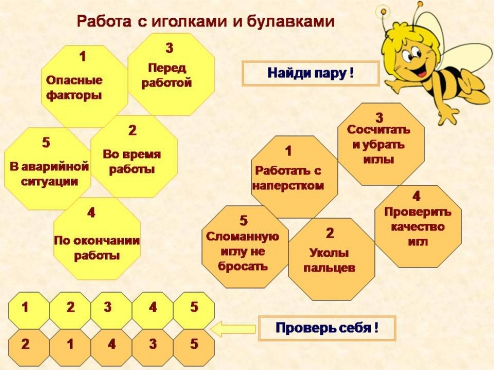 Работа с иголками и булавками
1
Опасные
факторы
3
Перед
работой
2
Во время
работы
5
В аварийной
ситуации
4
По окончании
работы
Найди пару !
3
Сосчитать
и убрать
иглы
1
Работать с
наперстком
4
Проверить
качество
игл
5
Сломанную
иглу не
бросать
2
Уколы
пальцев
1 2 3 4 5
2 1 4 3 5
Проверь себя !